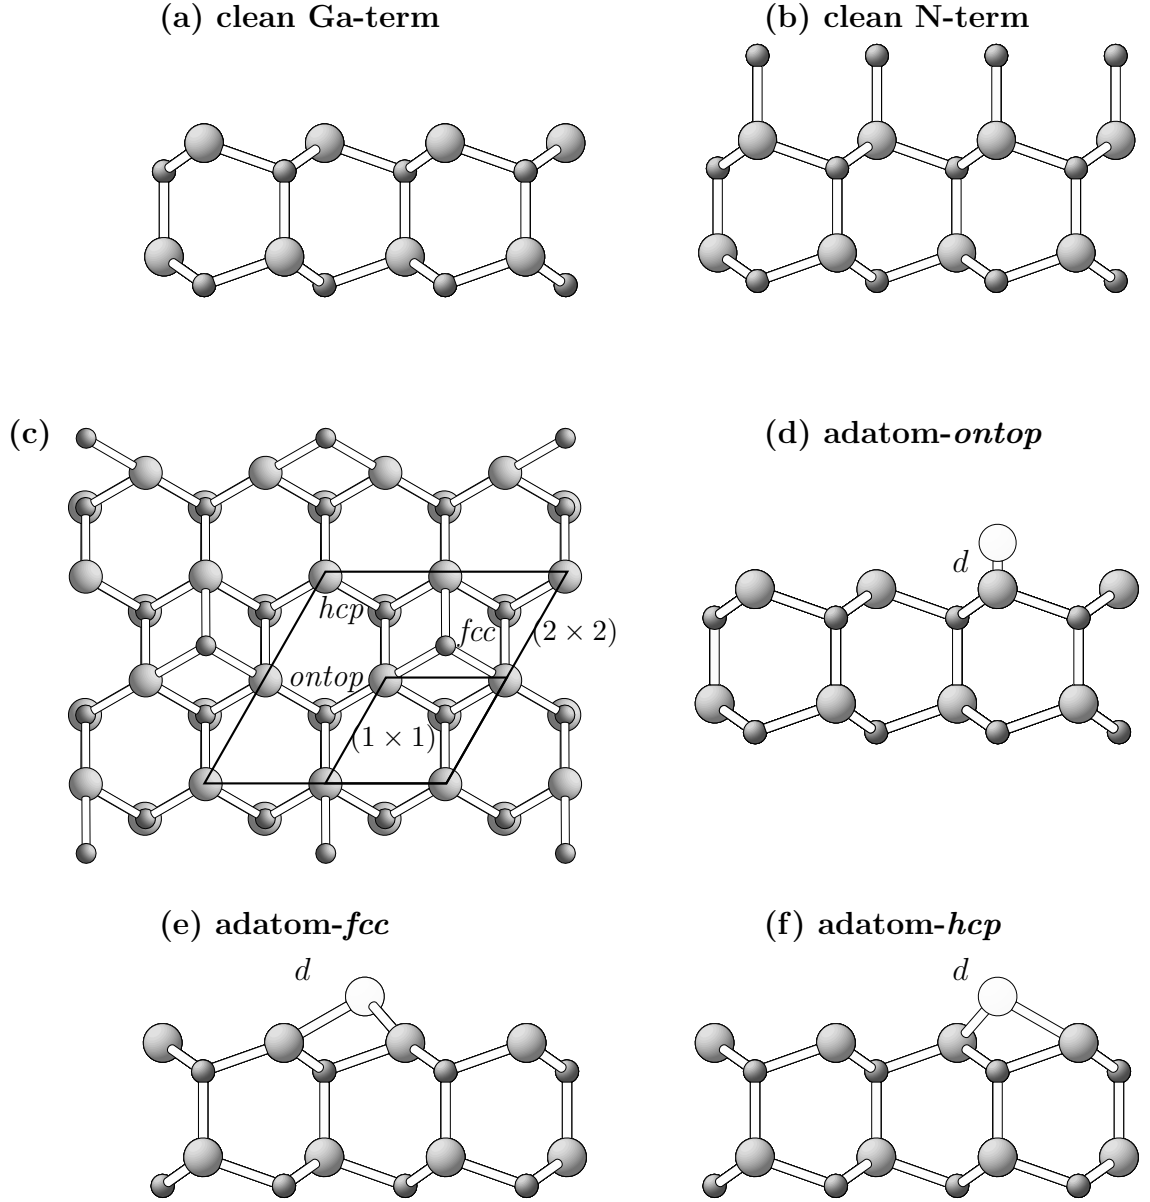 (a) clean Ga-term
(b) clean N-term
(c)
(d) adatom-ontop
d
hcp
fcc
(2 × 2)
ontop
(1 × 1)
(e) adatom-fcc
(f) adatom-hcp
d
d